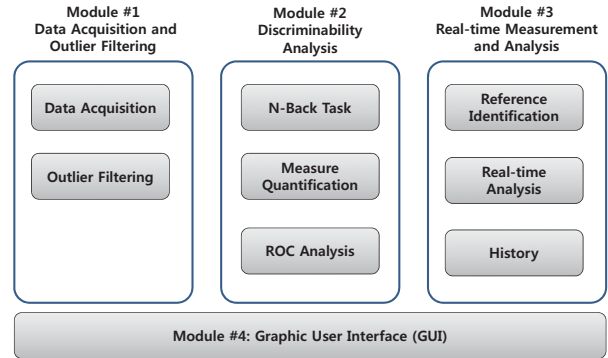 Module #1
Data Acquisition and
Outlier Filtering
Data Acquisition
Outlier Filtering
Module #2
Discriminability
Analysis
N-Back Task
Measure
Quantification
ROC Analysis
Module #3
Real-time Measurement
and Analysis
Reference
Identification
Real-time
Analysis
History
Module #4: Graphic User Interface (GUI)